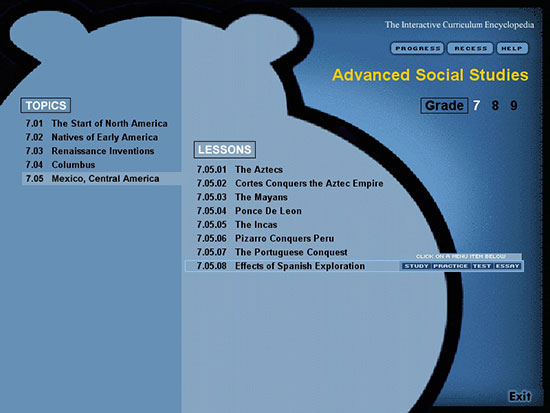 The Interactive Curriculum Encyclopedia
PROGRESS RECESS HELP
Advanced Social Studies
Grade 7 8 9
TOPICS
7.01 The Start of North America
7.02 Natives of Early America
7.03 Renaissance Inventions
7.04 Columbus
7.05 Mexico, Central America
LESSONS
7.05.01 The Aztecs
7.05.02 Cortes Conquers the Aztec Empire
7.05.03 The Mayans
7.05.04 Ponce De Leon
7.05.05 The Incas
7.05.06 Pizarro Conquers Peru
7.05.07 The Portuguese Conquest
CLICK ON A MENU ITEM BELOW
7.05.08 Effects of Spanish Exploration STUDY PRACTICE TEST ESSAY
Exit